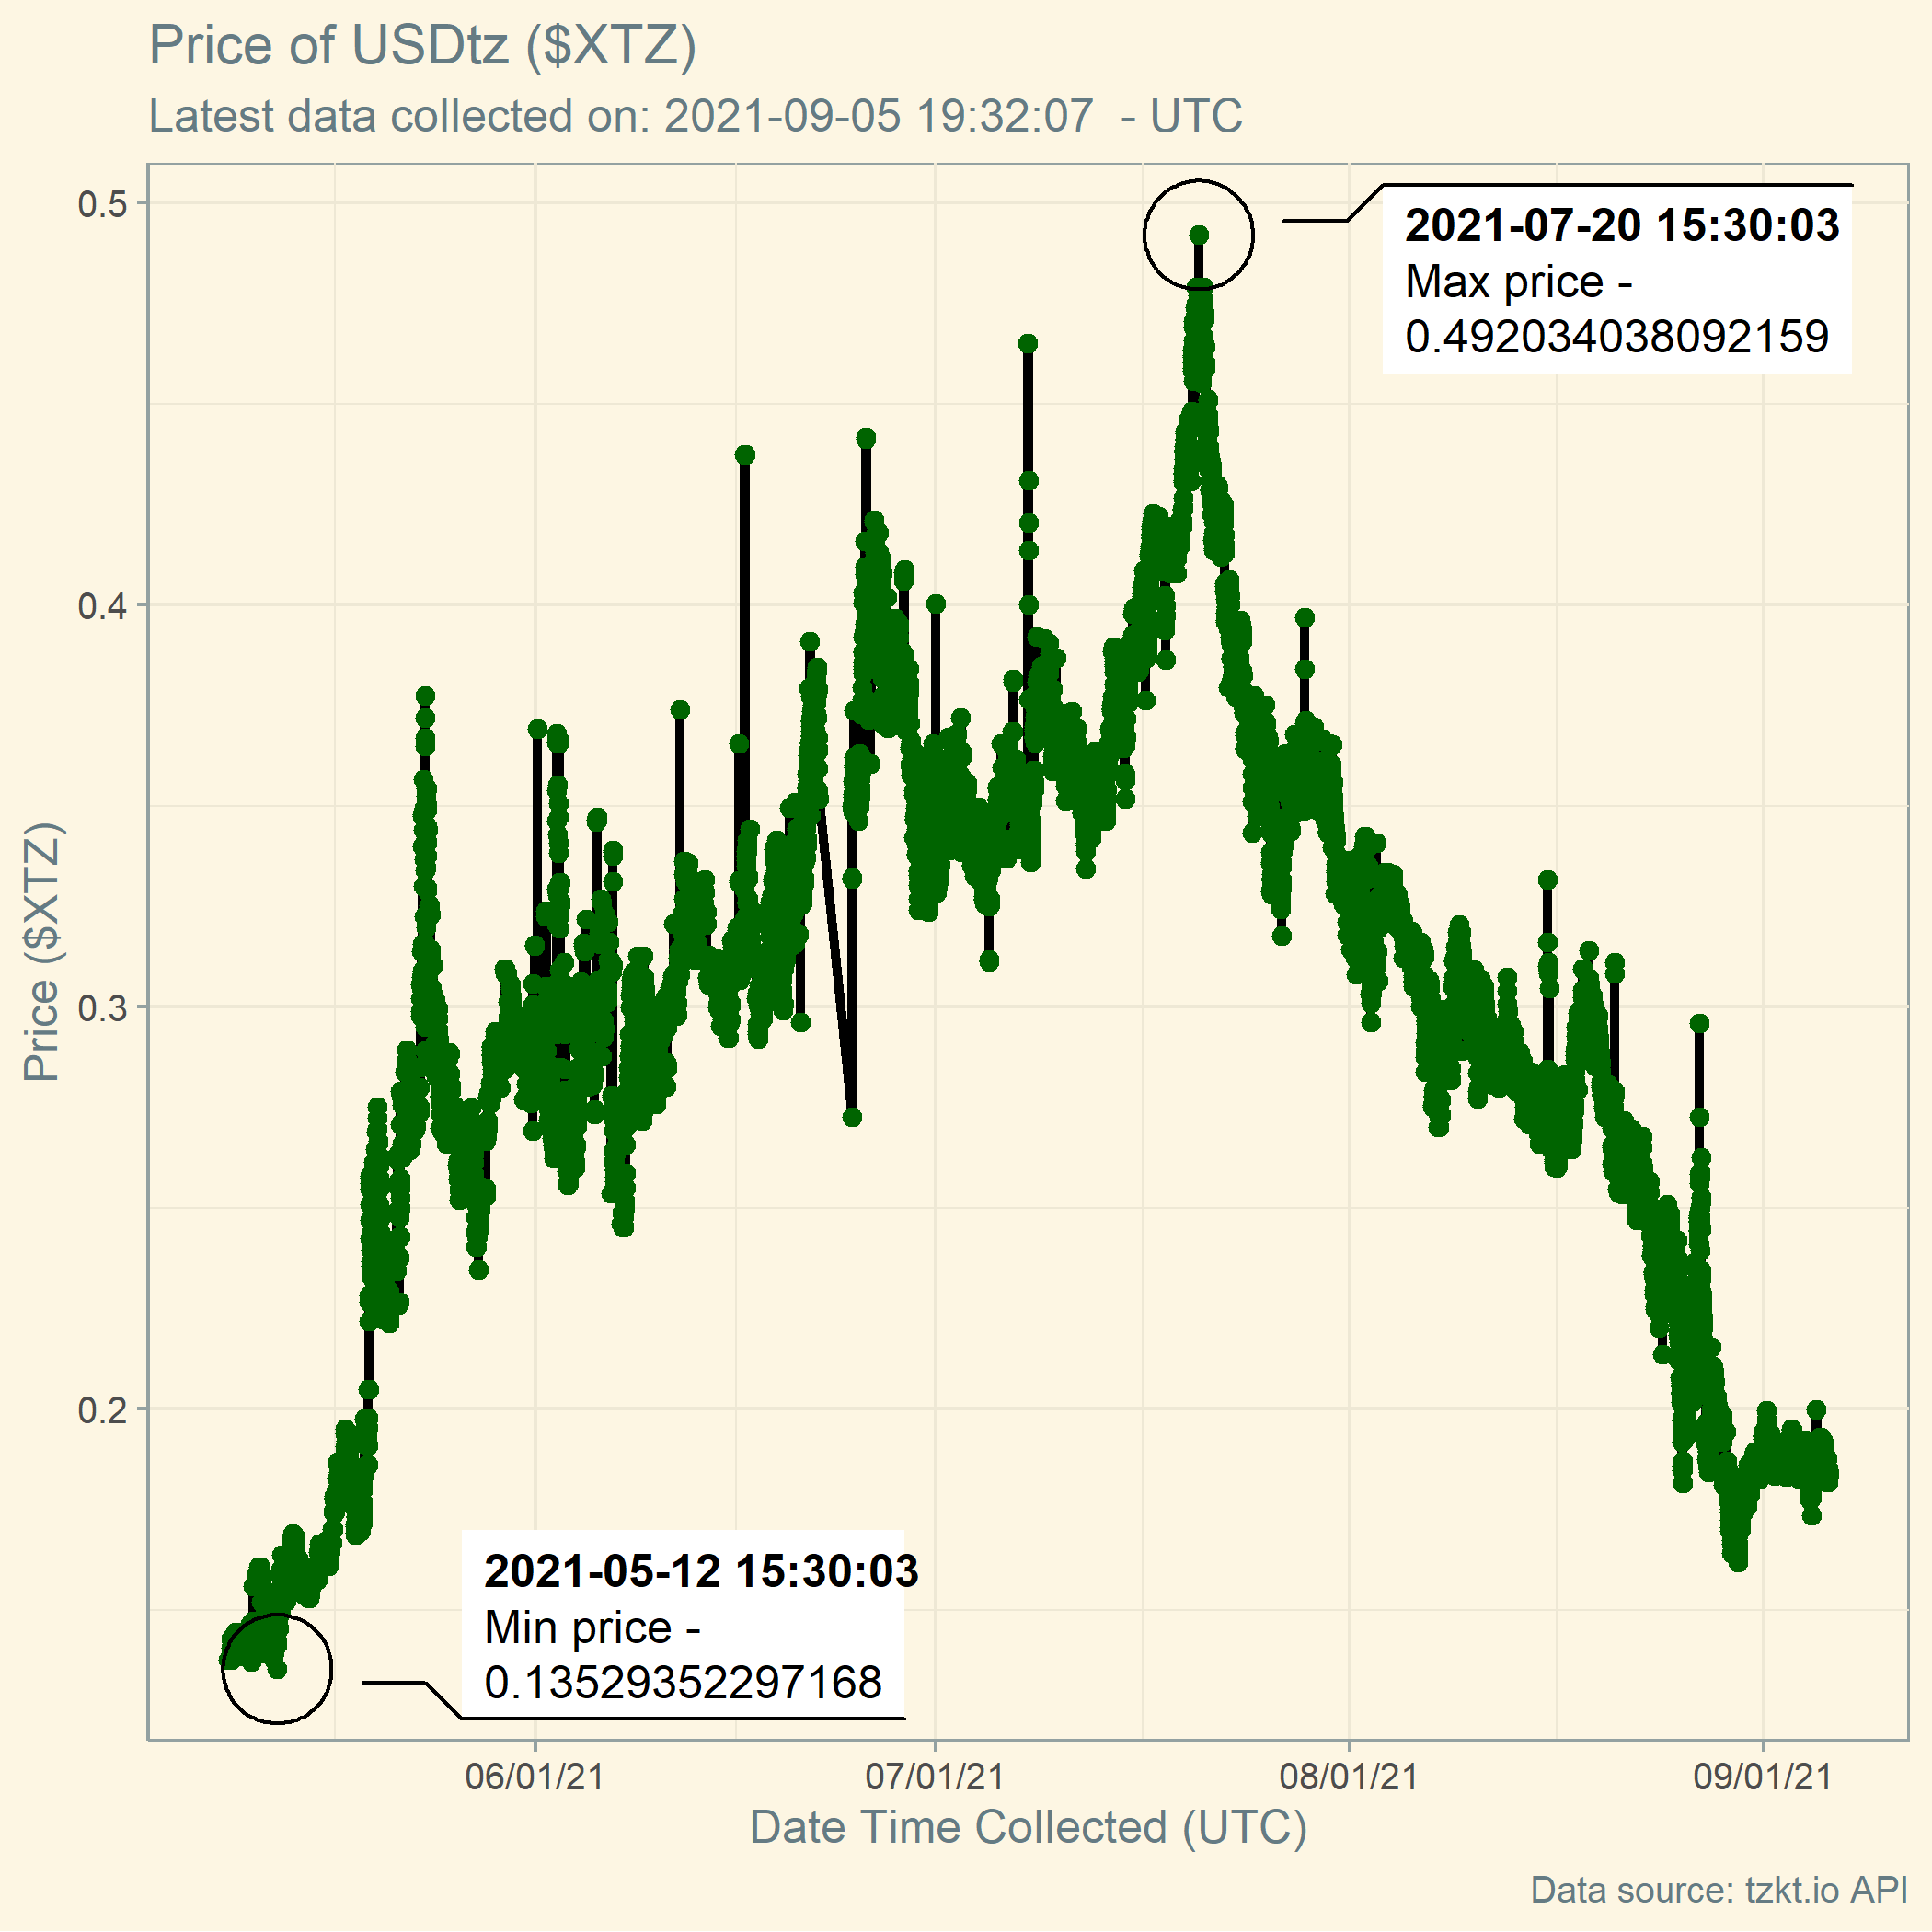 Price of USDtz ($XTZ)
Latest data collected on: 2021-09-05 19:32:07  - UTC
0.5
0.4
0.3
0.2
Price ($XTZ)
2021-07-20 15:30:03
Max price -
0.492034038092159
2021-05-12 15:30:03
Min price -
0.13529352297168
06/01/21
07/01/21
08/01/21
09/01/21
Date Time Collected (UTC)
Data source: tzkt.io API